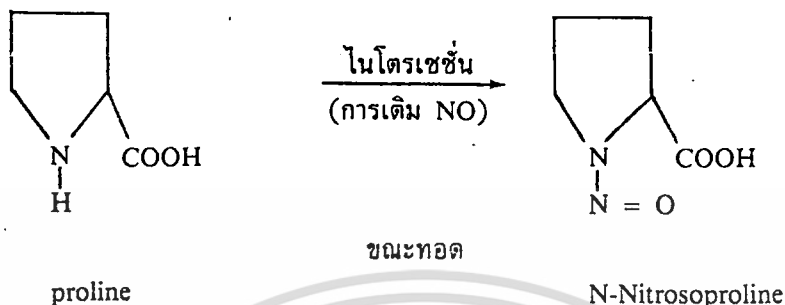 ไนโตรเซชั่น
(การเติม NO)
N COOH N COOH
H N = O
ขณะทอด
proline N-Nitrosoproline